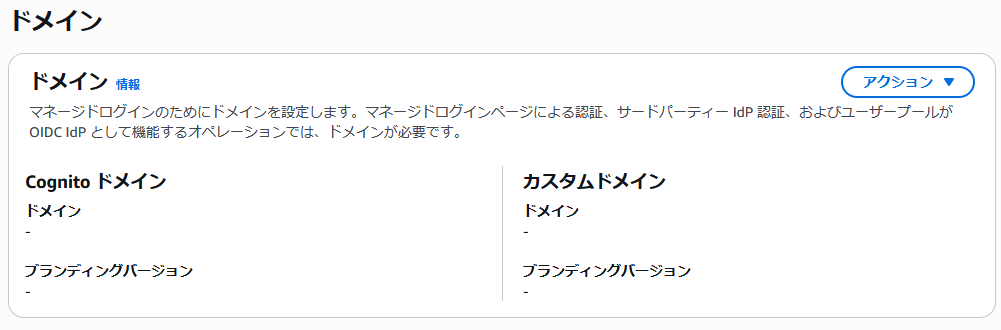 ドメイン
ドメイン 情報
アクション ▼
マネージドログインのためにドメインを設定します。マネージドログインページによる認証、サードパーティー IdP 認証、およびユーザープールが
OIDC IdP として機能するオペレーションでは、ドメインが必要です。
Cognito ドメイン
ドメイン
-
ブランディングバージョン
-
カスタムドメイン
ドメイン
-
ブランディングバージョン
-